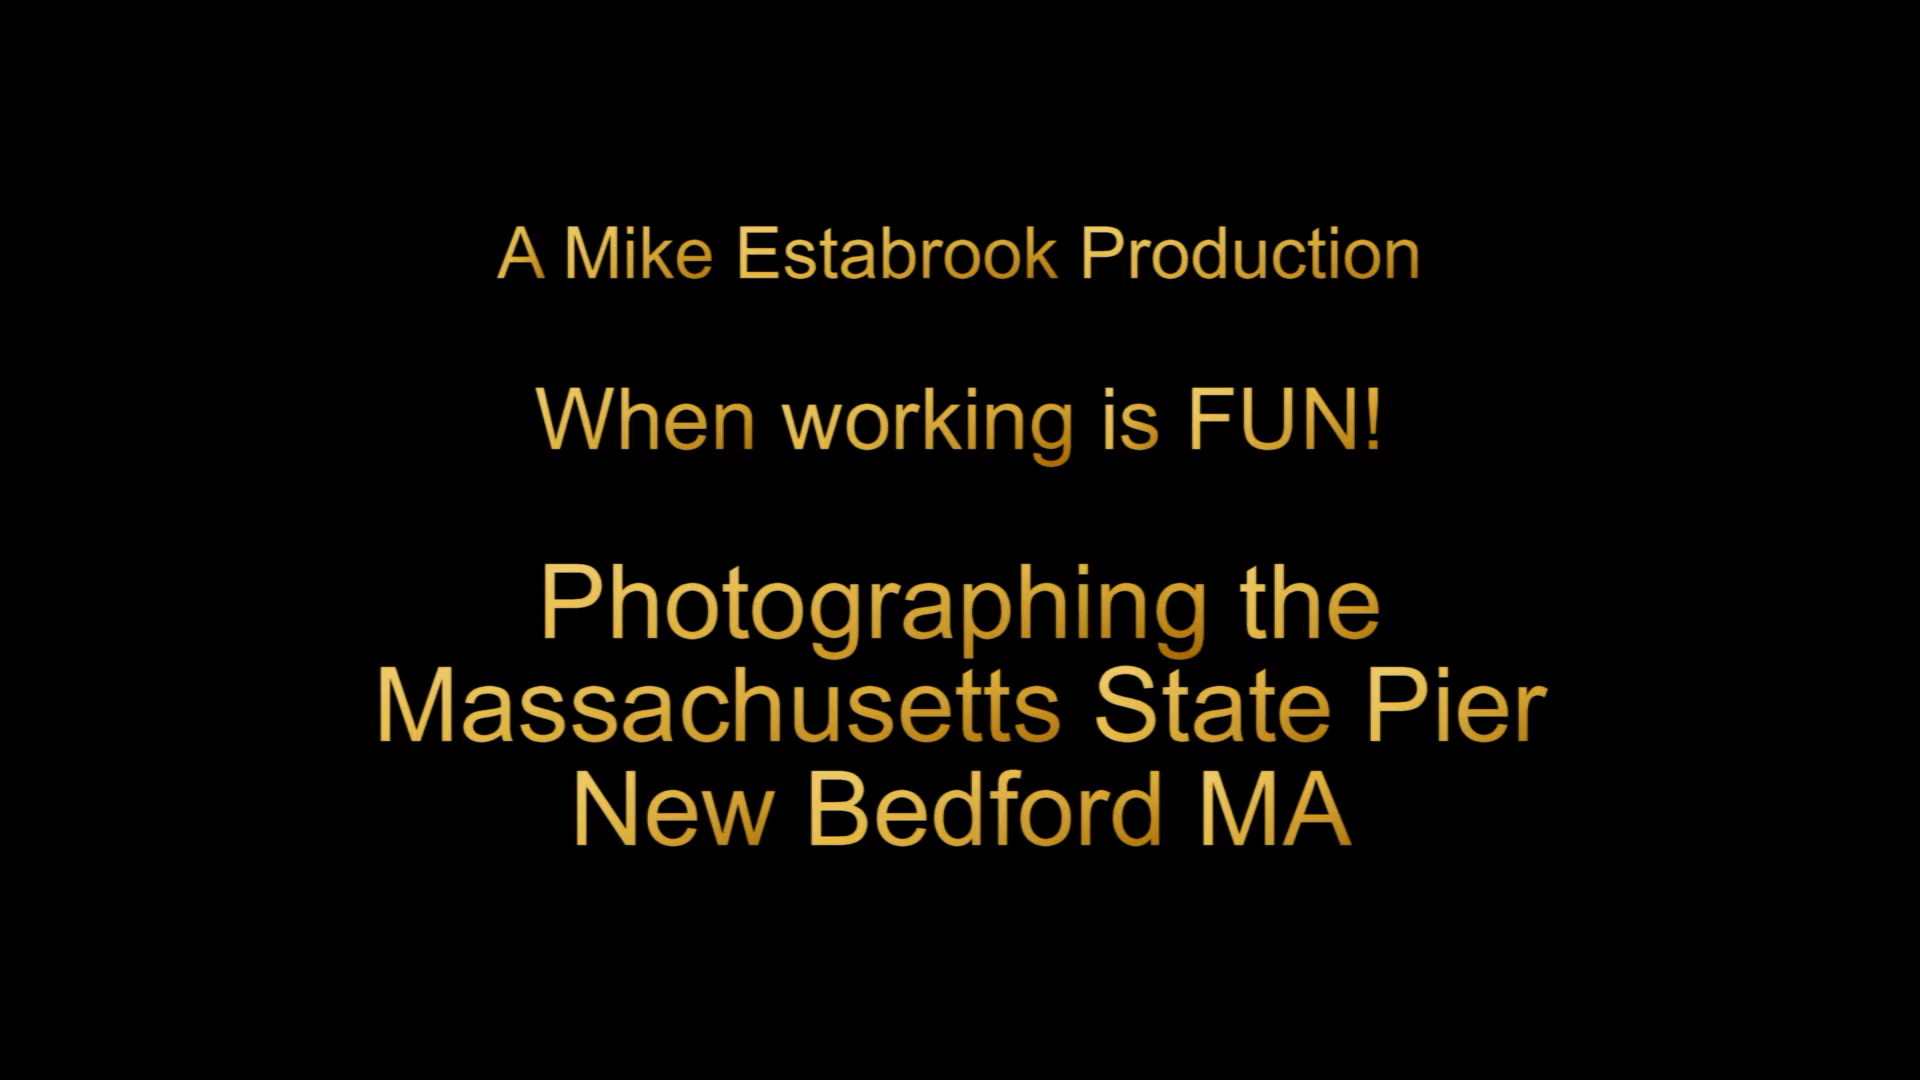 A Mike Estabrook Production
When working is FUN!
Photographing the
Massachusetts State Pier
New Bedford MA